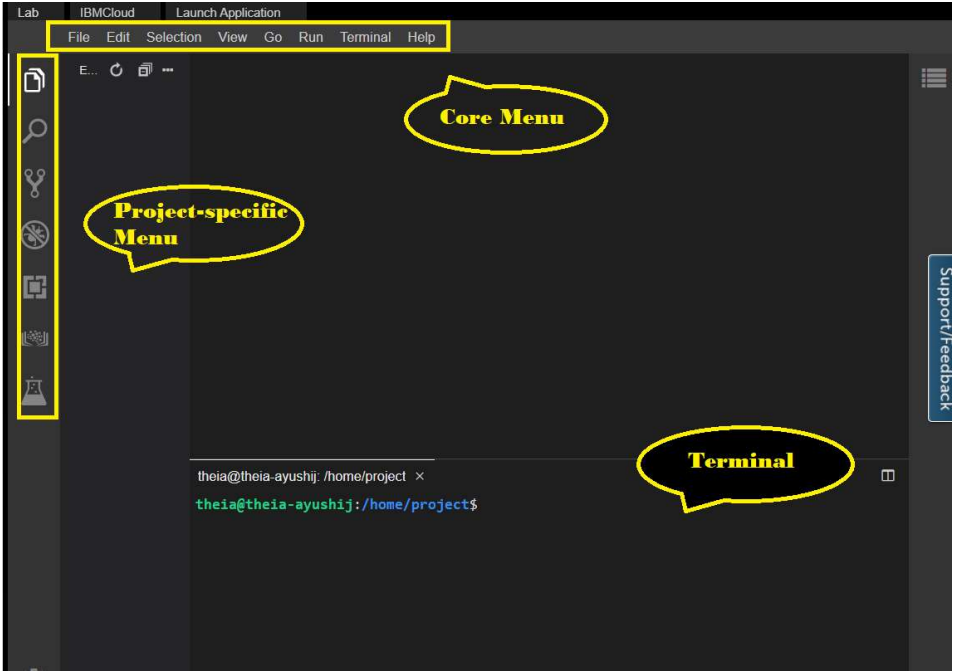 Lab IBMCloud Launch Application
File Edit Selection View Go Run Terminal Help
E...
Core Menu
Project-specific
Menu
Support/Feedback
Terminal
theia@theia-ayushij: /home/project ×
theia@theia-ayushij:/home/project$